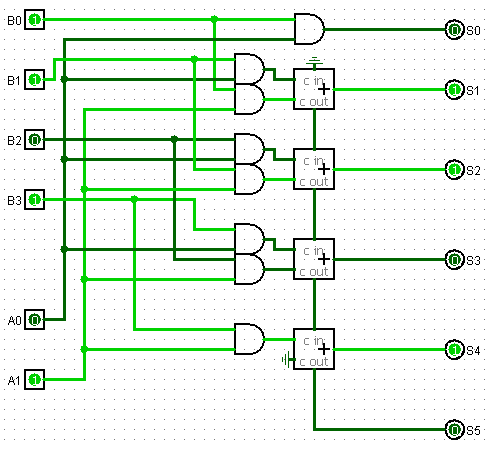 B0 1 0 S0
B1 1 c in + c out 1 S1
B2 0 c in + c out 1 S2
B3 1 c in + c out 0 S3
A0 0 c in + c out 1 S4
A1 1
0 S5